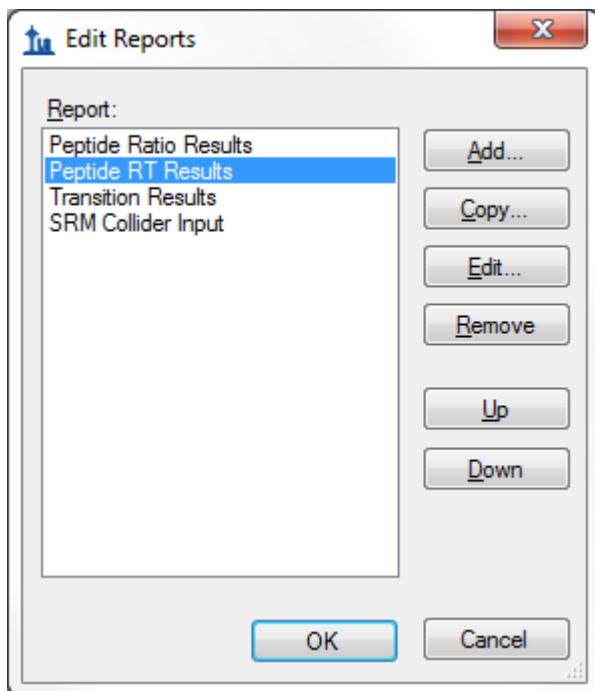 Edit Reports
Report:
Peptide Ratio Results
Peptide RT Results
Transition Results
SRM Collider Input
Add...
Copy...
Edit...
Remove
Up
Down
OK
Cancel